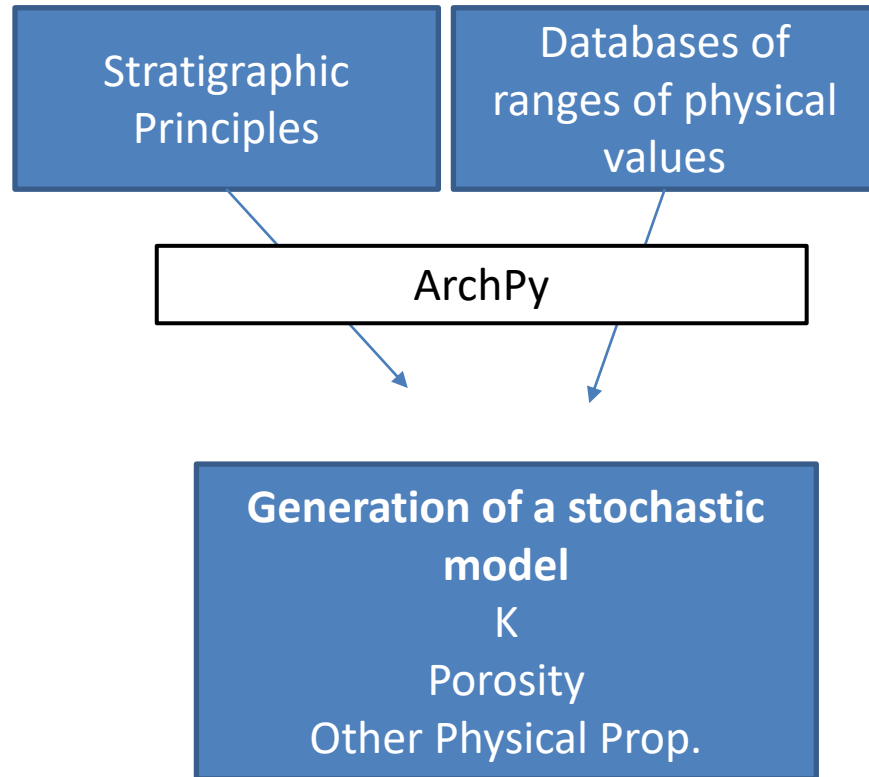 Stratigraphic
Principles
Databases of
ranges of physical
values
ArchPy
Generation of a stochastic
model
K
Porosity
Other Physical Prop.